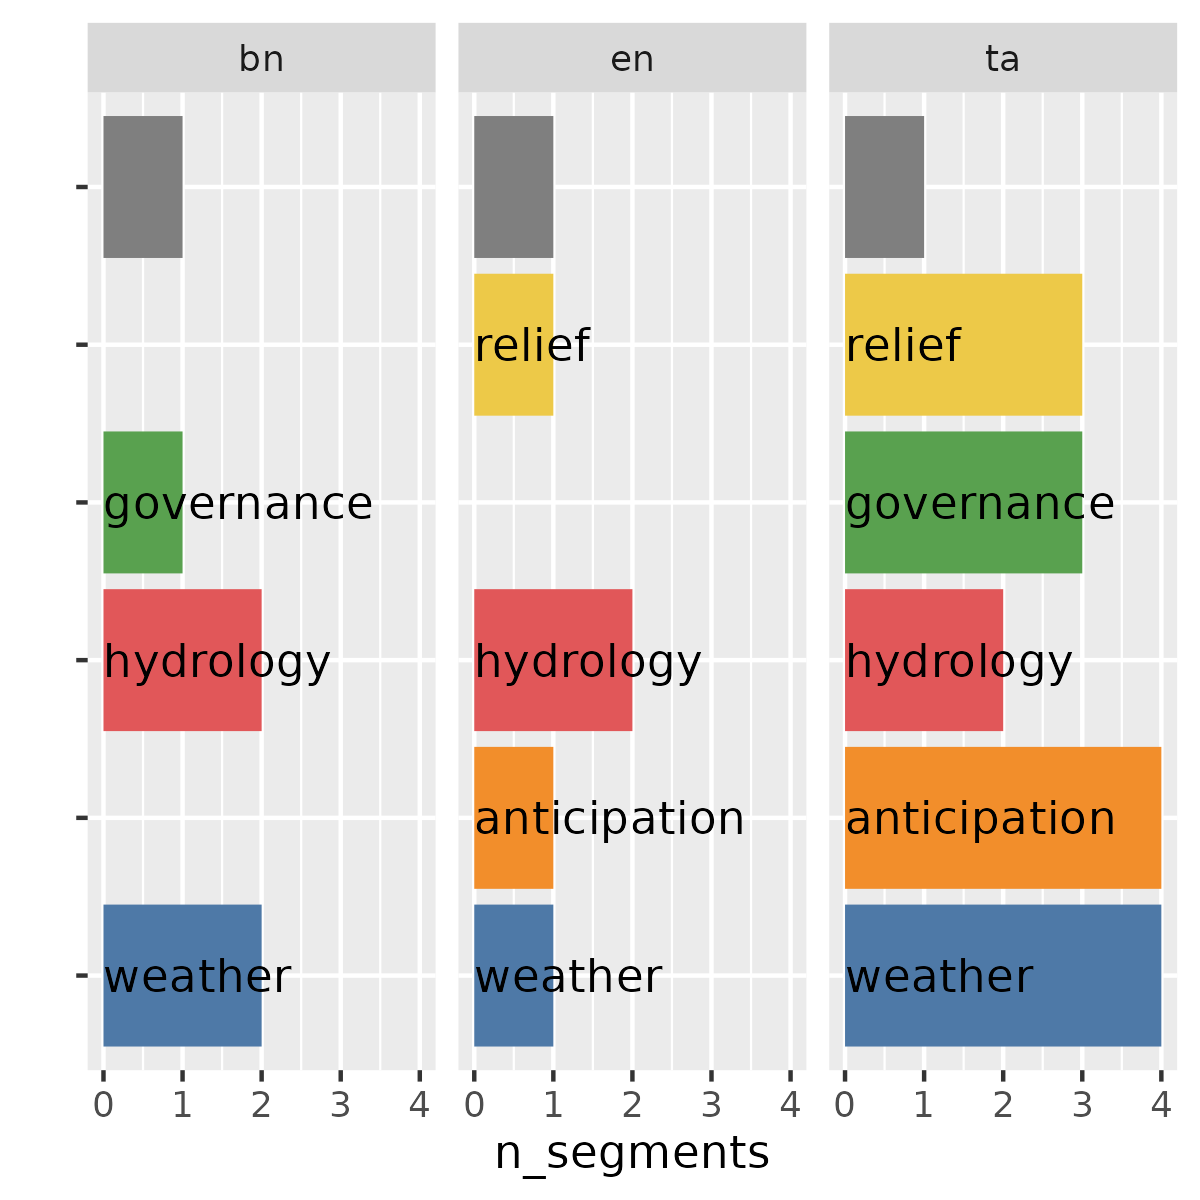 bn en ta
relief relief
governance governance
hydrology hydrology hydrology
anticipation anticipation
weather weather weather
0 1 2 3 4 0 1 2 3 4 0 1 2 3 4
n_segments